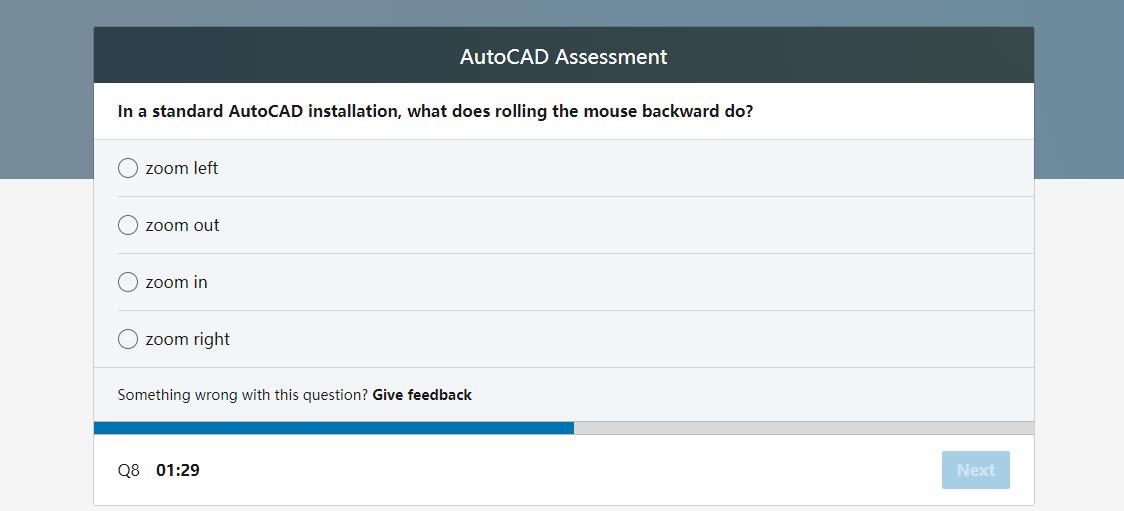 AutoCAD Assessment
In a standard AutoCAD installation, what does rolling the mouse backward do?
zoom left
zoom out
zoom in
zoom right
Something wrong with this question? Give feedback
Q8 01:29
Next